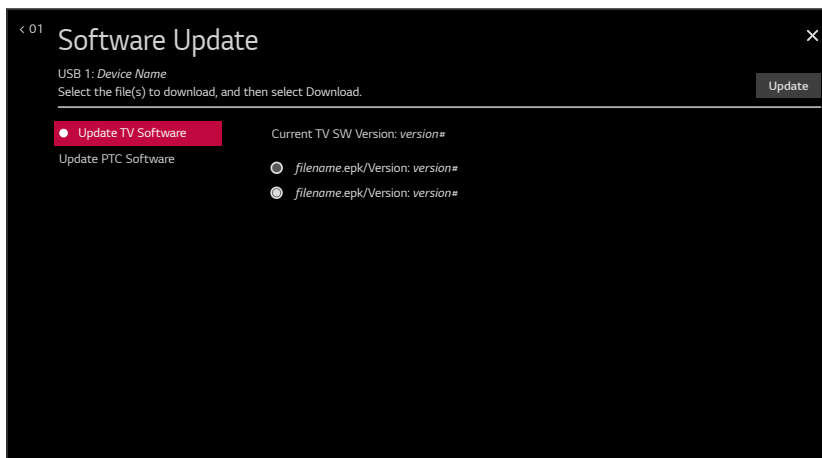 < 01
Software Update
USB 1: Device Name
Select the file(s) to download, and then select Download.
Update
Update TV Software
Current TV SW Version: version#
Update PTC Software
filename.epk/Version: version#
filename.epk/Version: version#